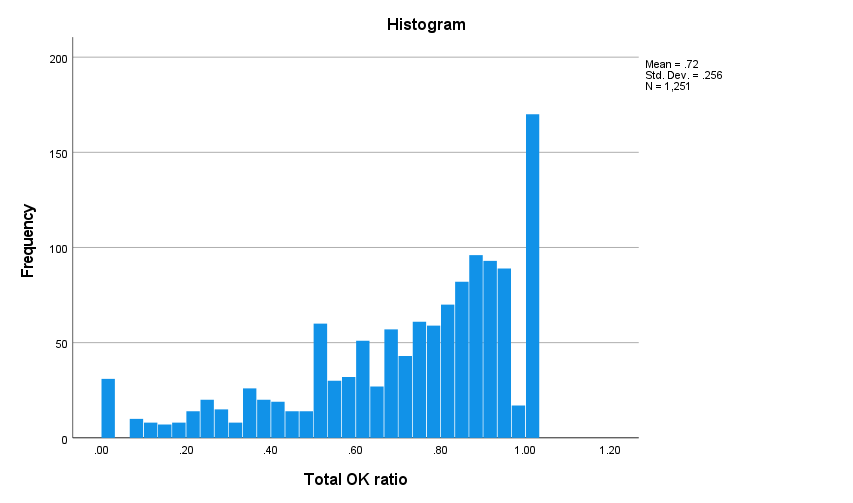 Histogram
200
150
100
50
0
Frequency
.00 .20 .40 .60 .80 1.00 1.20
Total OK ratio
Mean = .72
Std. Dev. = .256
N = 1,251